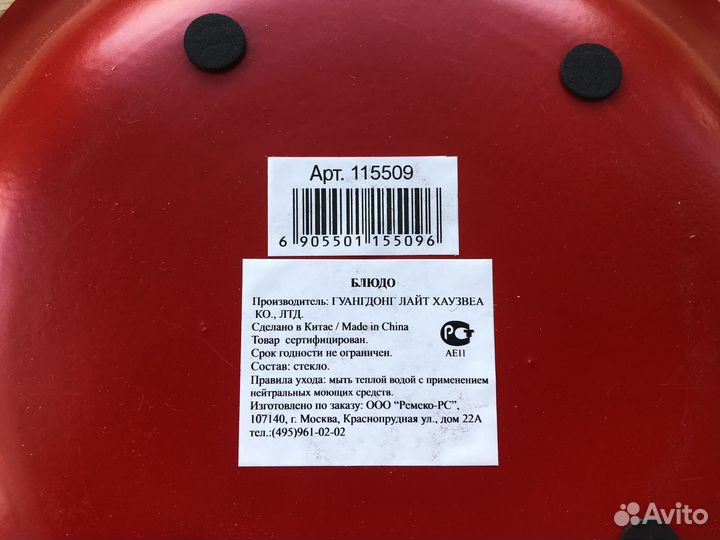 Арт. 115509
6 905501 155096
БЛЮДО
Производитель: ГУАНГДОНГ ЛАЙТ ХАУЗВЕА
КО., ЛТД.
Сделано в Китае / Made in China
Товар сертифицирован.
Срок годности не ограничен.
РСТ
АЕ11
Состав: стекло.
Правила ухода: мыть теплой водой с применением
нейтральных моющих средств.
Изготовлено по заказу: ООО “Ремеко-РС”,
107140, г. Москва, Краснопрудная ул., дом 22А
тел.:(495)961-02-02
Avito